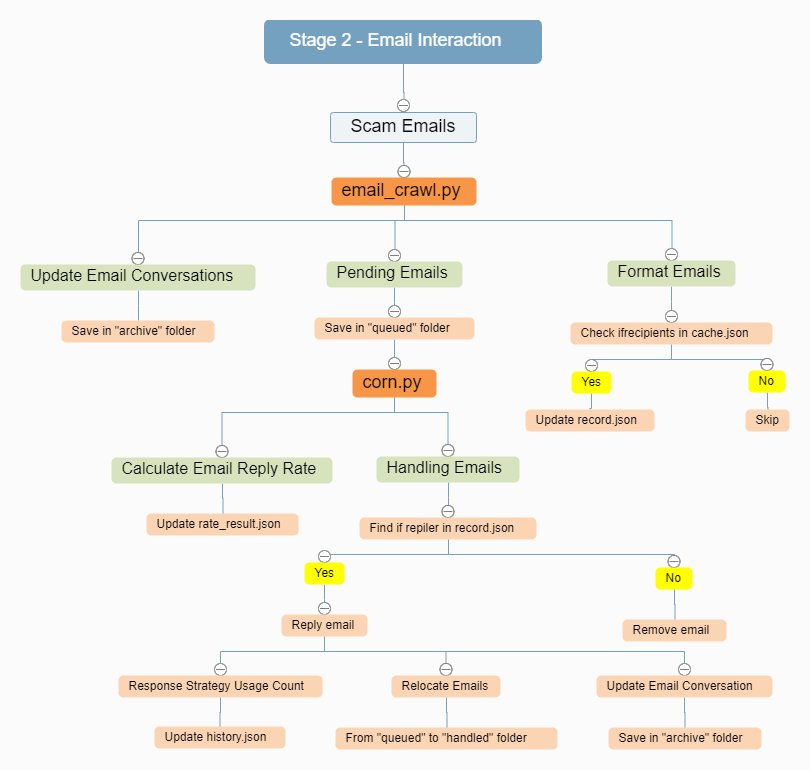 Stage 2 - Email Interaction
Scam Emails
email_crawl.py
Update Email Conversations
Pending Emails
Format Emails
Save in "archive" folder
Save in "queued" folder
Check ifrecipients in cache.json
corn.py
Yes
No
Update record.json
Skip
Calculate Email Reply Rate
Handling Emails
Update rate_result.json
Find if repiler in record.json
Yes
No
Reply email
Remove email
Response Strategy Usage Count
Relocate Emails
Update Email Conversation
Update history.json
From "queued" to "handled" folder
Save in "archive" folder